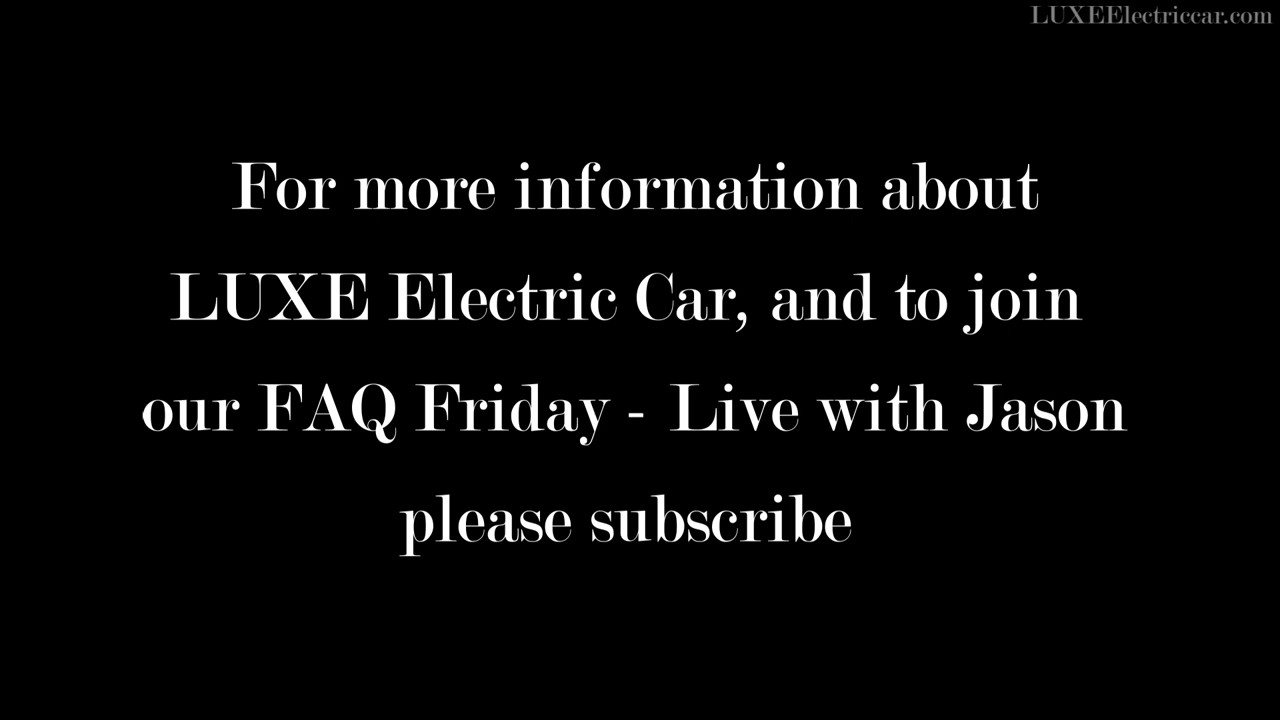 LUXEElectriccar.com
For more information about
LUXE Electric Car, and to join
our FAQ Friday - Live with Jason
please subscribe